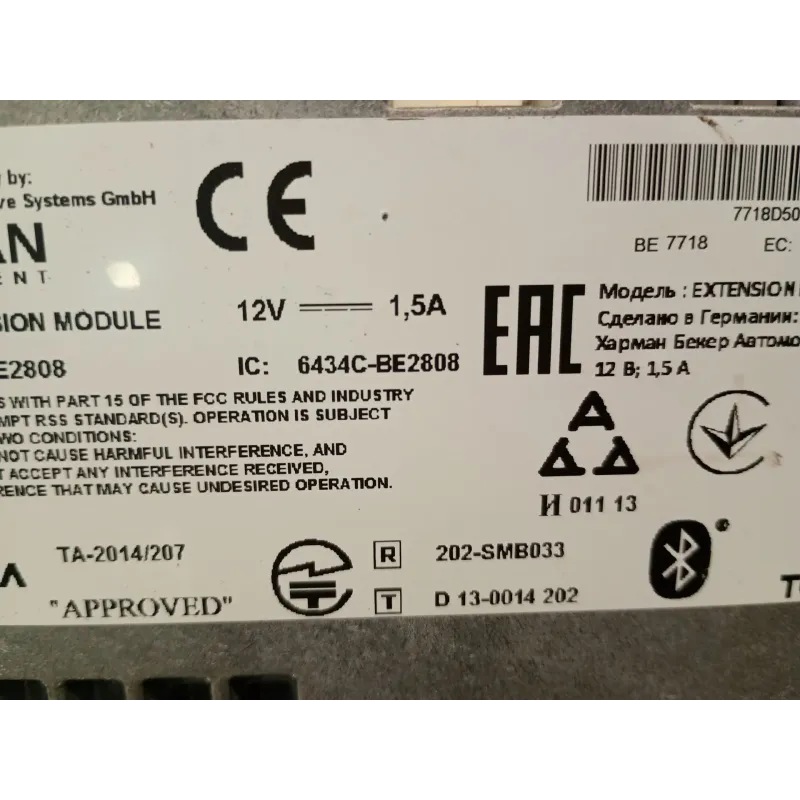 by:
ve Systems GmbH
CE
AN
ENT
SION MODULE
12V 1,5A
E2808
IC: 6434C-BE2808
S WITH PART 15 OF THE FCC RULES AND INDUSTRY
MPT RSS STANDARD(S). OPERATION IS SUBJECT
WO CONDITIONS:
NOT CAUSE HARMFUL INTERFERENCE, AND
T ACCEPT ANY INTERFERENCE RECEIVED,
RENCE THAT MAY CAUSE UNDESIRED OPERATION.
7718D50
BE 7718 EC:
EAC
Модель : EXTENSION
Сделано в Германии:
Харман Бекер Автомо
12 В; 1,5 А
И 011 13
TA-2014/207
"APPROVED"
R 202-SMB033
T D 13-0014 202